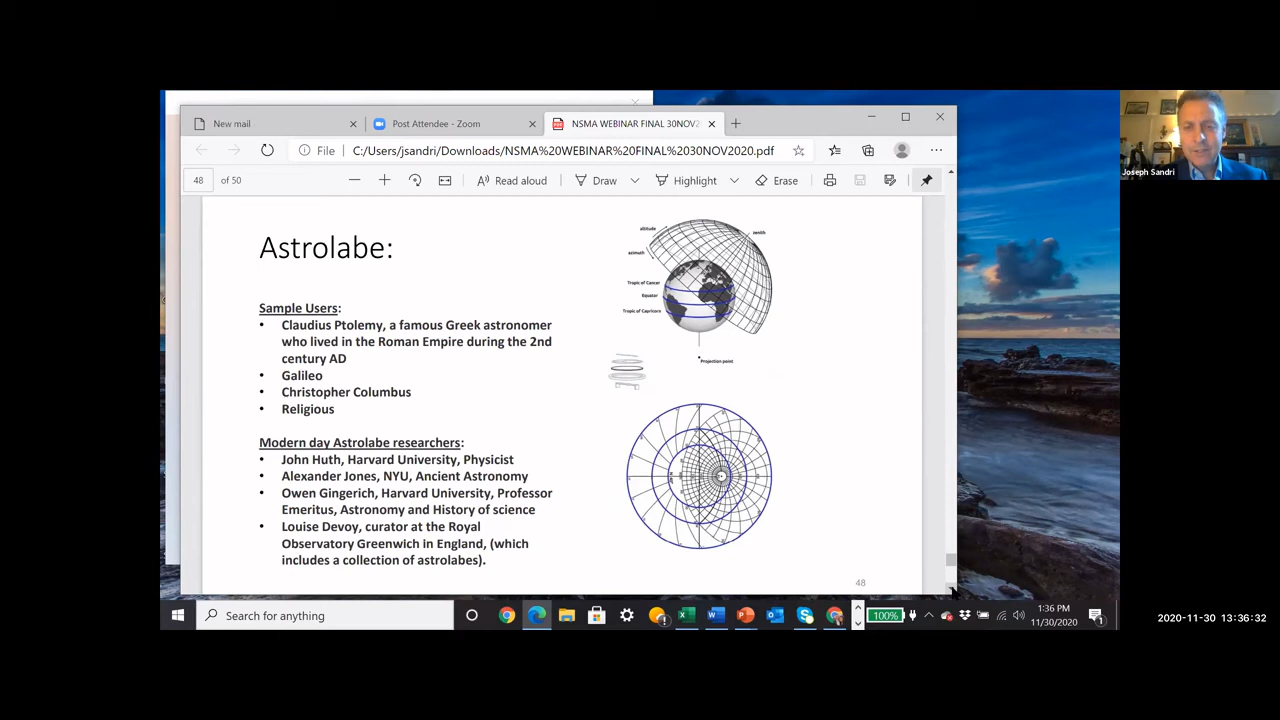 New mail
Post Attendee - Zoom
NSMA WEBINAR FINAL 30NOV2
File
C:/Users/jsandri/Downloads/NSMA%20WEBINAR%20FINAL%2030NOV2020.pdf
48 of 50
Read aloud
Draw
Highlight
Erase
Joseph Sandri
Astrolabe:
Sample Users:
• Claudius Ptolemy, a famous Greek astronomer
who lived in the Roman Empire during the 2nd
century AD
• Galileo
• Christopher Columbus
• Religious
Modern day Astrolabe researchers:
• John Huth, Harvard University, Physicist
• Alexander Jones, NYU, Ancient Astronomy
• Owen Gingerich, Harvard University, Professor
Emeritus, Astronomy and History of science
• Louise Devoy, curator at the Royal
Observatory Greenwich in England, (which
includes a collection of astrolabes).
altitude
zenith
azimuth
Tropic of Cancer
Equator
Tropic of Capricorn
Projection point
48
Search for anything
100%
1:36 PM
11/30/2020
1
2020-11-30 13:36:32